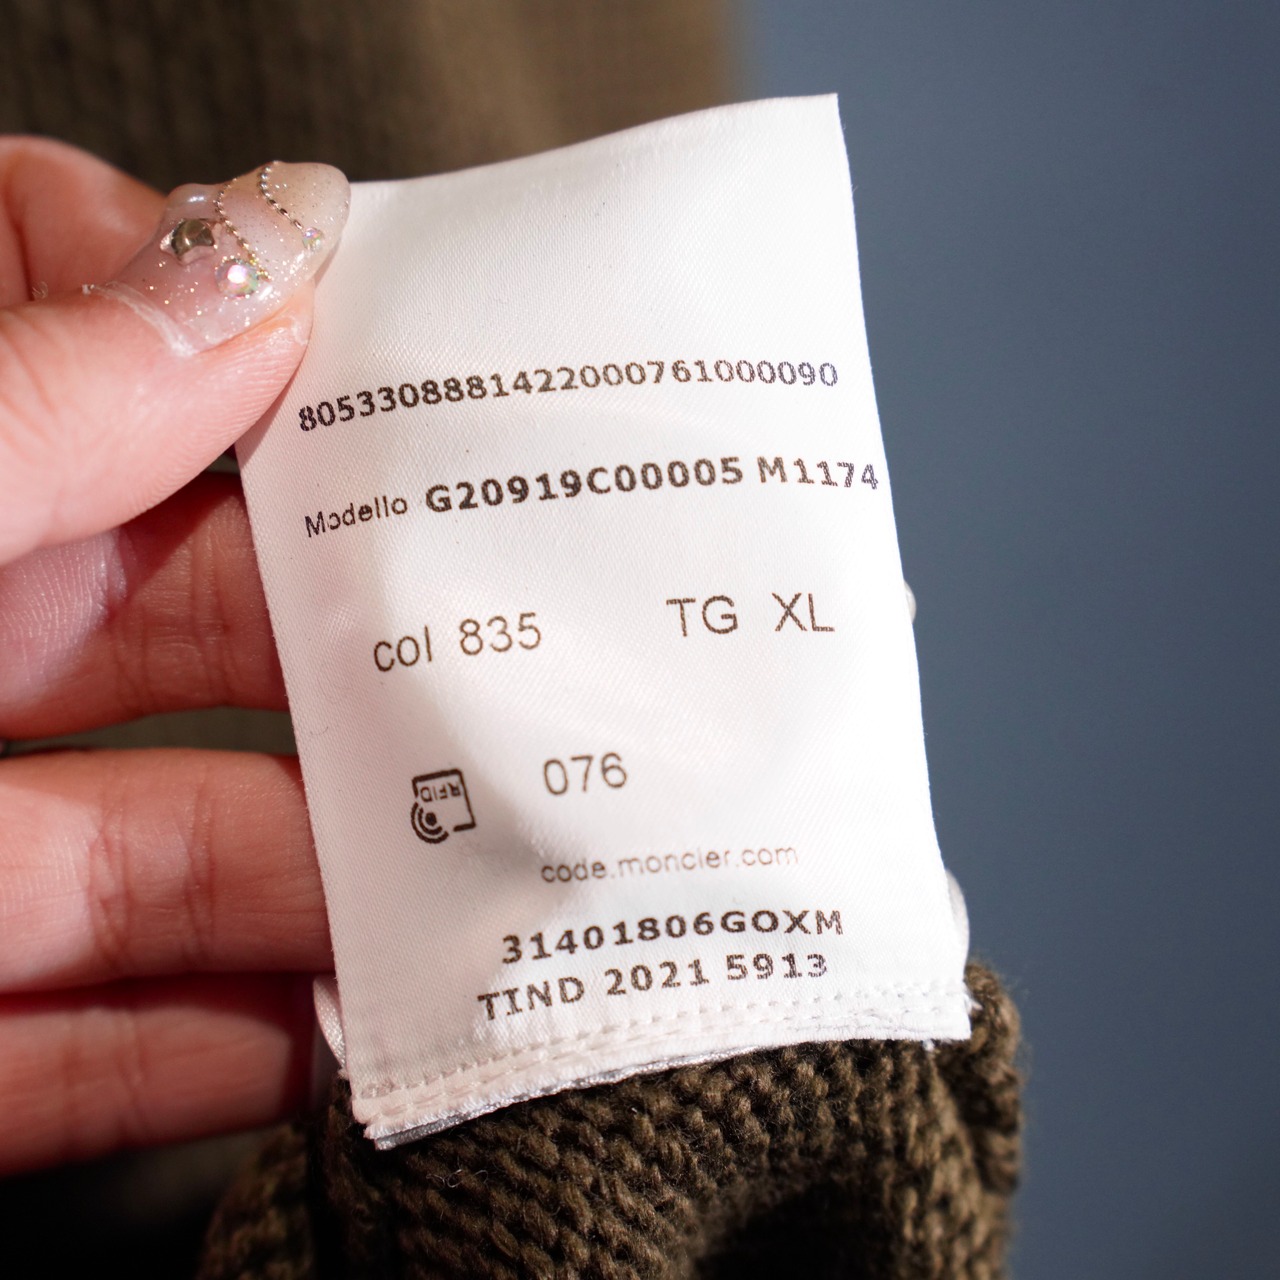 8053308881422000761000090
Modello G20919C00005 M1174
col 835 TG XL
RFID
076
code.moncler.com
31401806GOXM
TIND 2021 5913